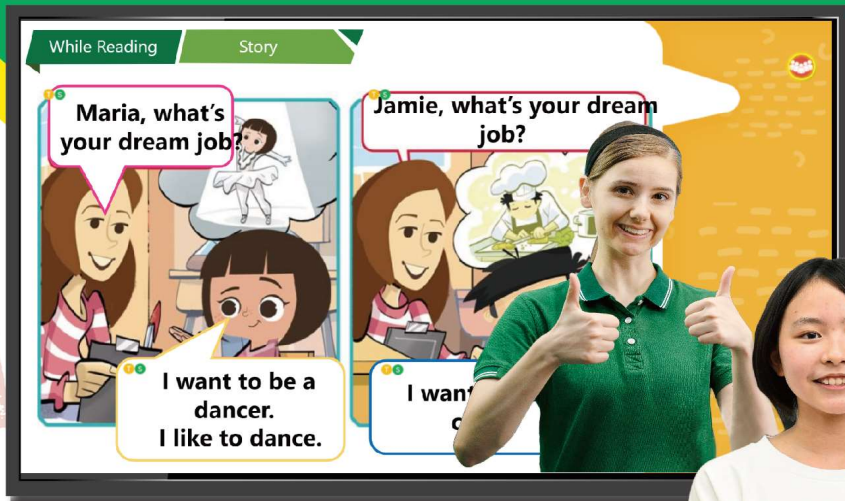 While Reading
Story
Maria, what's
your dream job?
Jamie, what's your dream
job?
I want to be a
dancer.
I like to dance.
I want